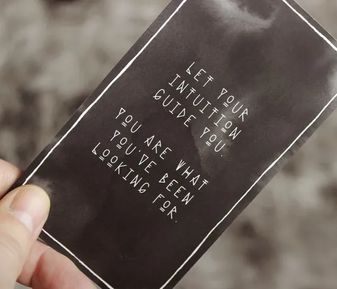 LET YOUR
INTUITION
GUIDE YOU.
YOU ARE WHAT
YOU'VE BEEN
LOOKING FOR.